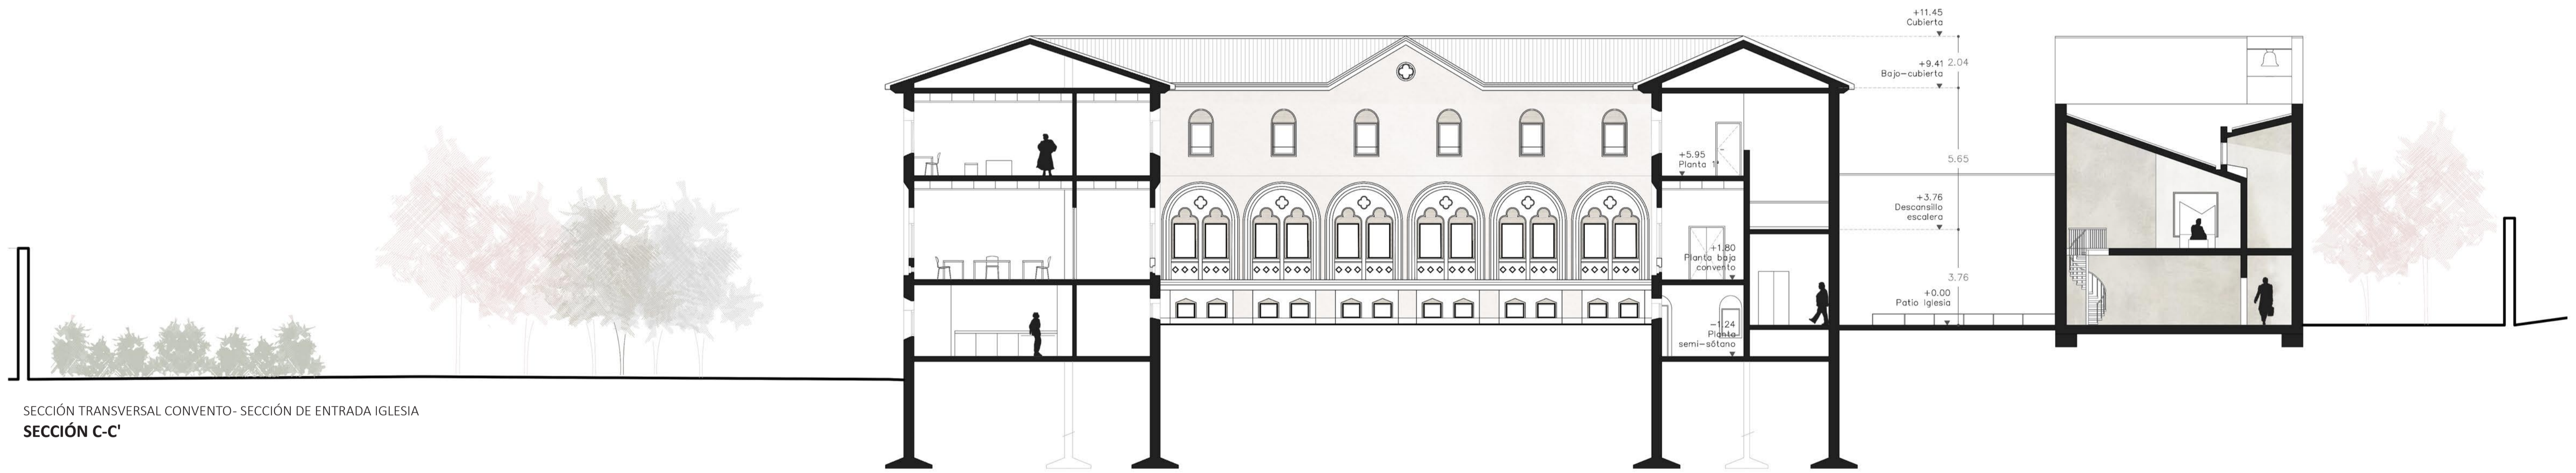 +11.45
Cubierta
+9.41
Bajo-cubierta
2.04
+5.95
Planta 1ª
5.65
+3.76
Descansillo
escalera
+1.80
Planta baja
convento
3.76
+0.00
Patio Iglesia
-1.24
Planta
semi-sótano
SECCIÓN TRANSVERSAL CONVENTO- SECCIÓN DE ENTRADA IGLESIA
SECCIÓN C-C'